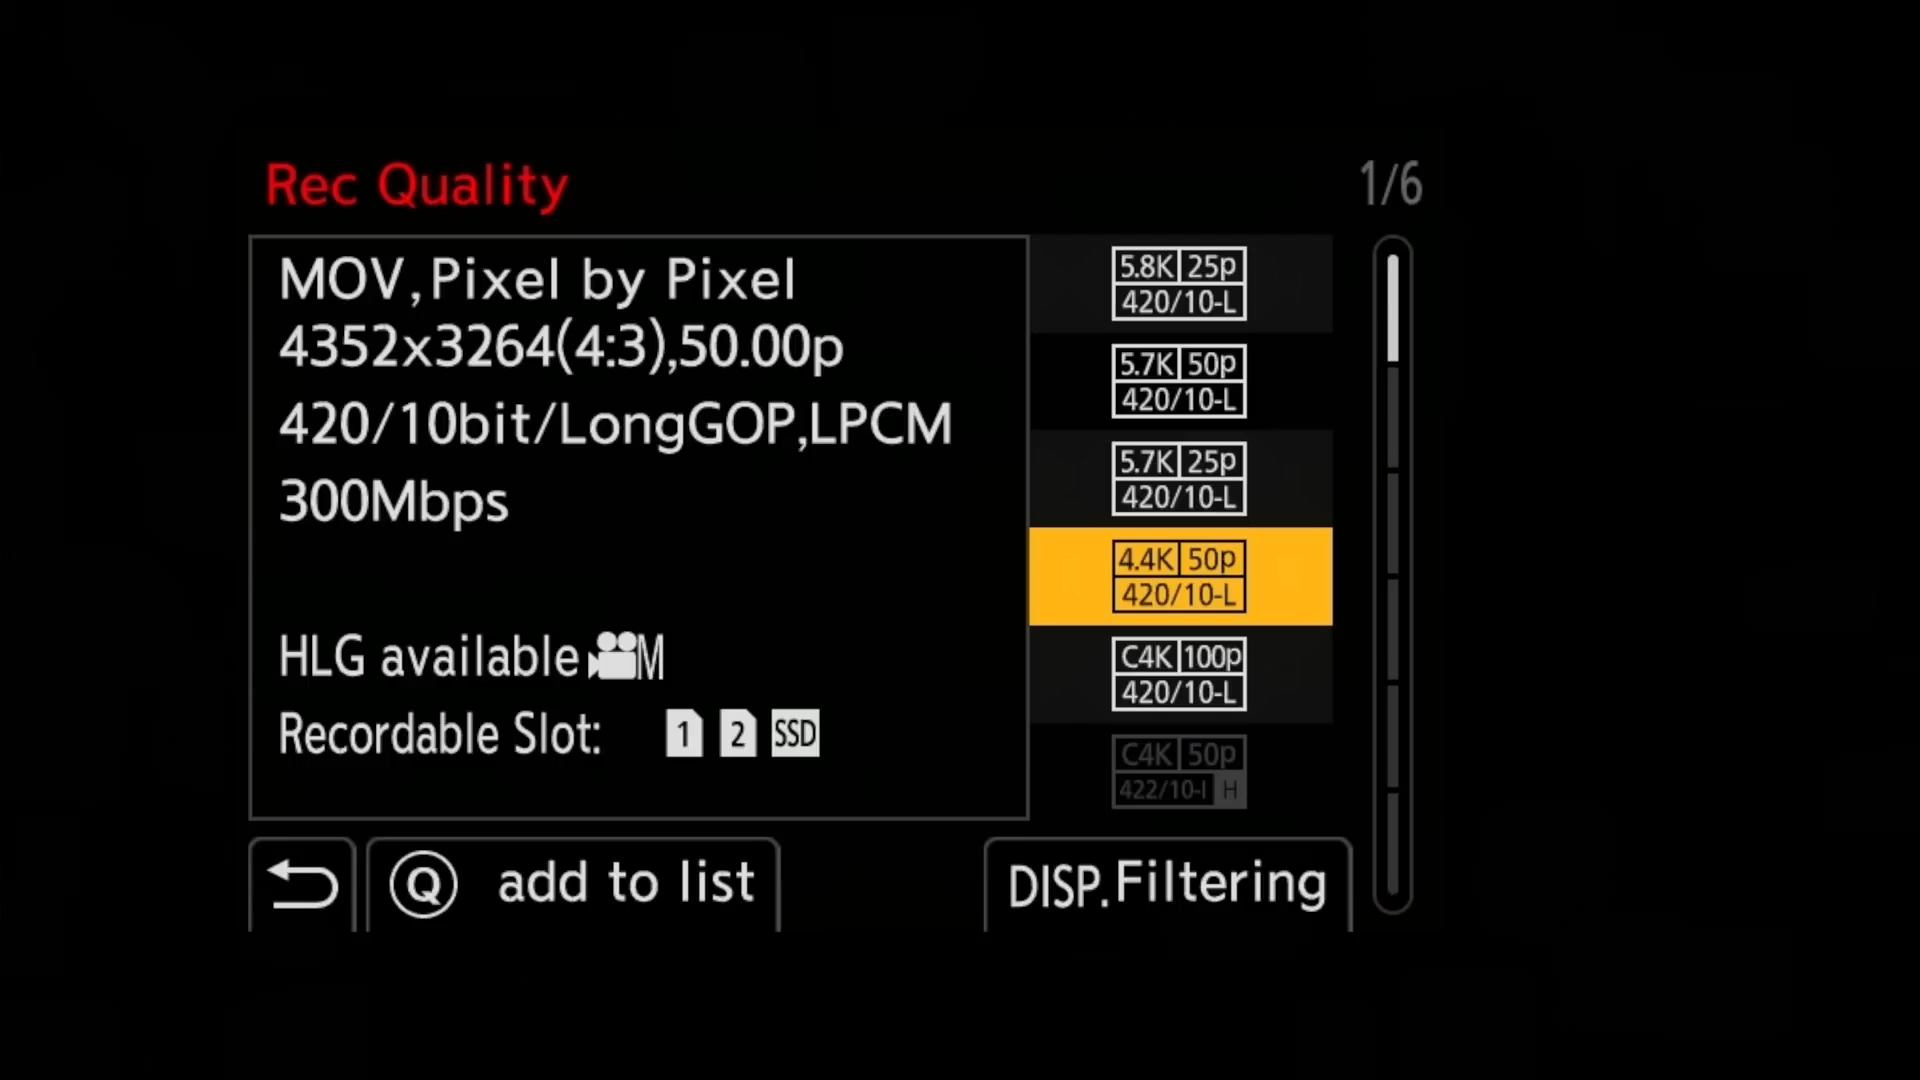 Rec Quality
1/6
MOV,Pixel by Pixel
4352x3264(4:3),50.00p
420/10bit/LongGOP,LPCM
300Mbps
HLG available M
Recordable Slot: 1 2 SSD
5.8K 25p
420/10-L
5.7K 50p
420/10-L
5.7K 25p
420/10-L
4.4K 50p
420/10-L
C4K 100p
420/10-L
C4K 50p
422/10-I H
Q add to list
DISP.Filtering